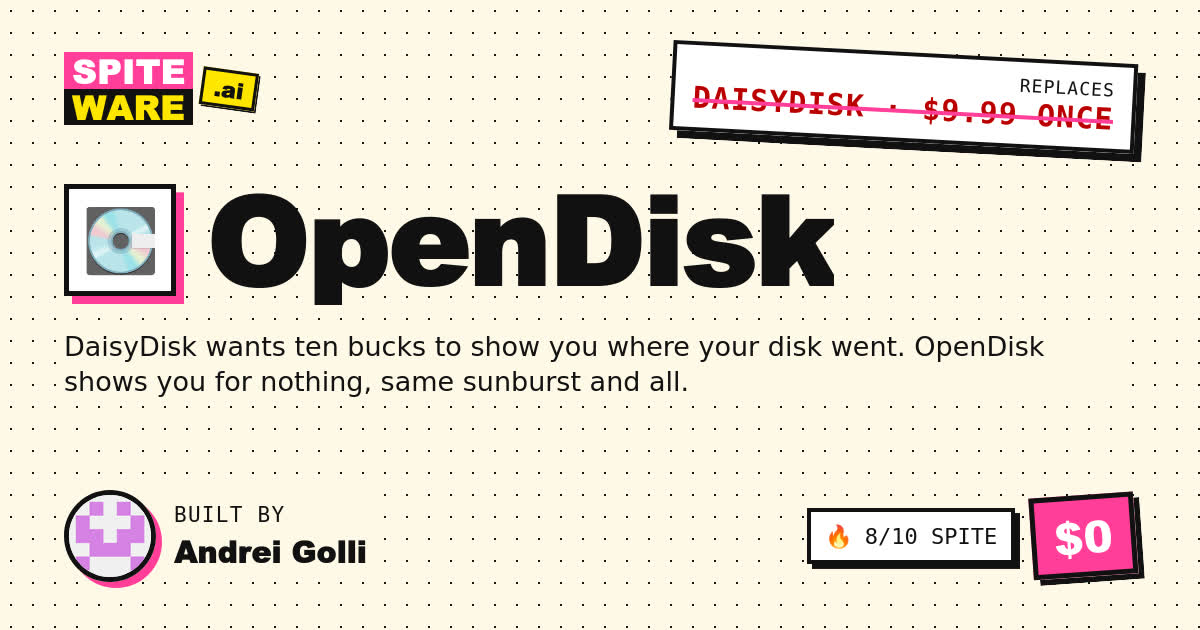 SPITE
WARE
.ai
REPLACES
DAISYDISK · $9.99 ONCE
OpenDisk
DaisyDisk wants ten bucks to show you where your disk went. OpenDisk
shows you for nothing, same sunburst and all.
BUILT BY
Andrei Golli
🔥 8/10 SPITE
$0